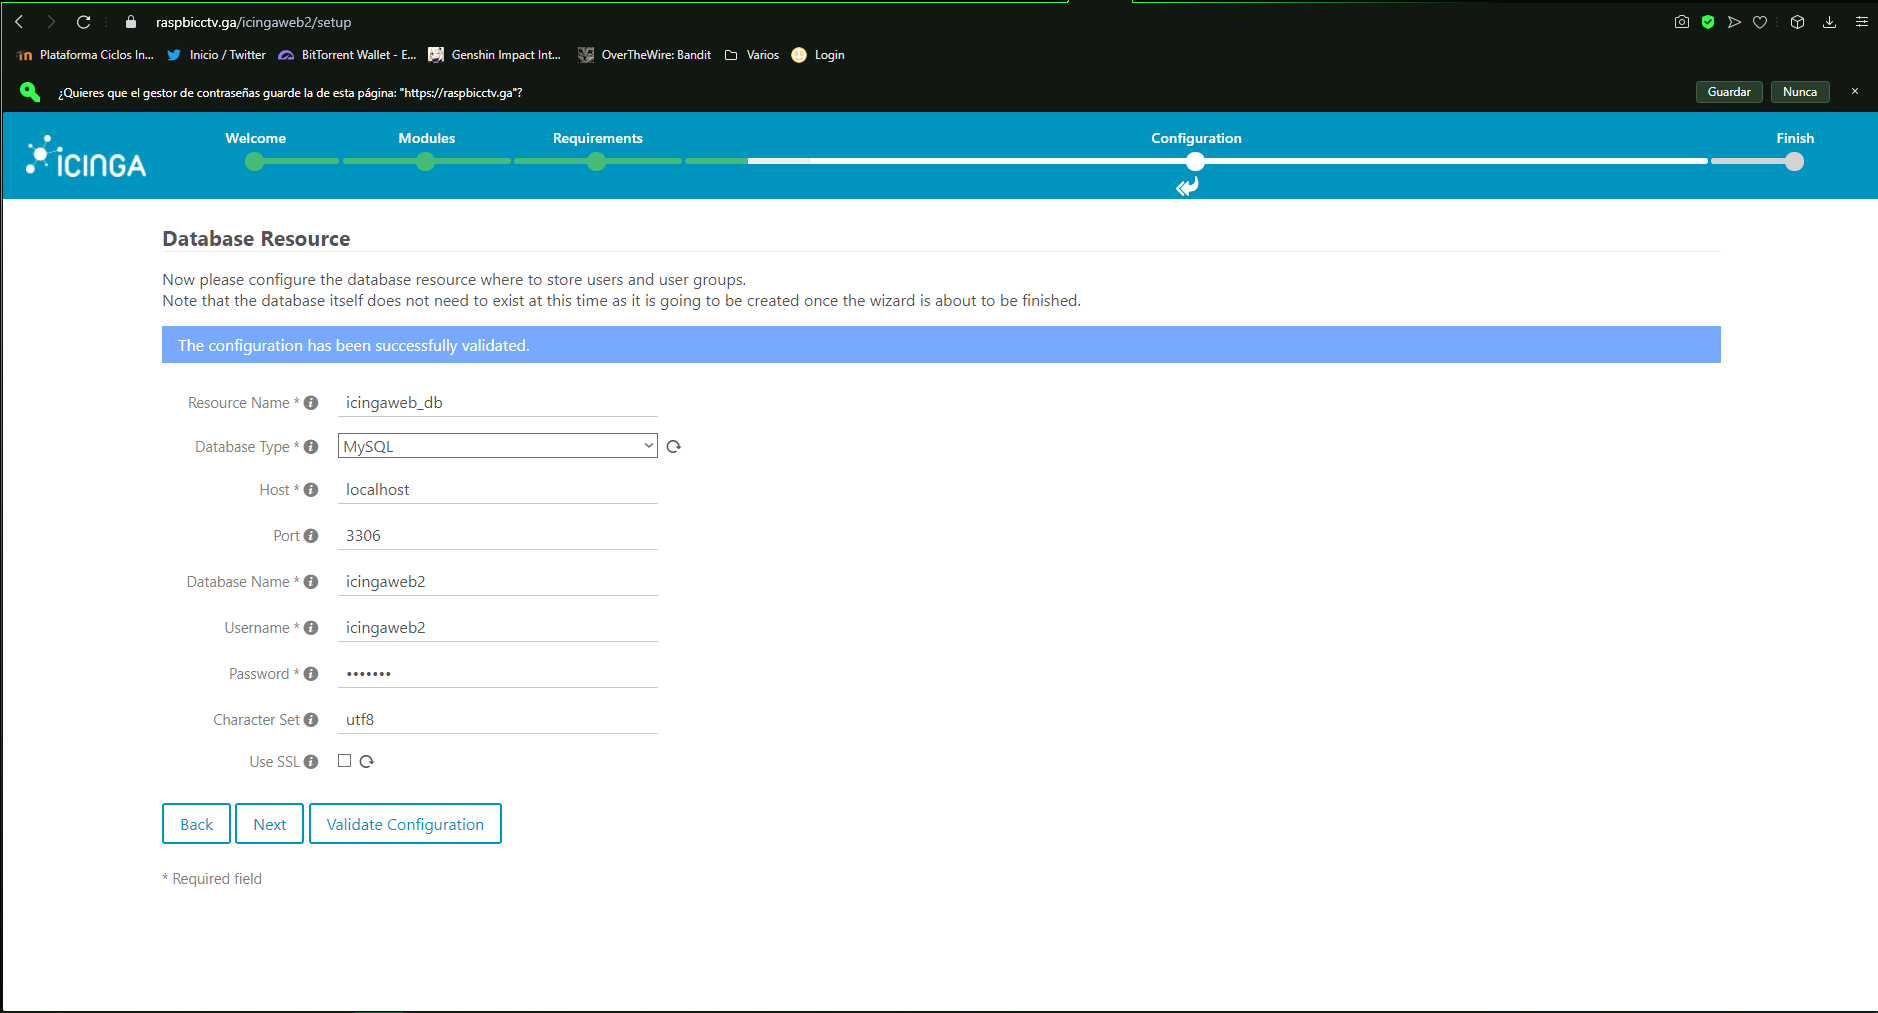 raspbicctv.ga/icingaweb2/setup
Plataforma Ciclos In... Inicio / Twitter BitTorrent Wallet - E... Genshin Impact Int... OverTheWire: Bandit Varios Login
¿Quieres que el gestor de contraseñas guarde la de esta página: "https://raspbicctv.ga"? Guardar Nunca
Welcome Modules Requirements Configuration Finish
ICINGA
Database Resource
Now please configure the database resource where to store users and user groups.
Note that the database itself does not need to exist at this time as it is going to be created once the wizard is about to be finished.
The configuration has been successfully validated.
Resource Name * icingaweb_db
Database Type * MySQL
Host * localhost
Port 3306
Database Name * icingaweb2
Username * icingaweb2
Password * •••••••
Character Set utf8
Use SSL
Back Next Validate Configuration
* Required field